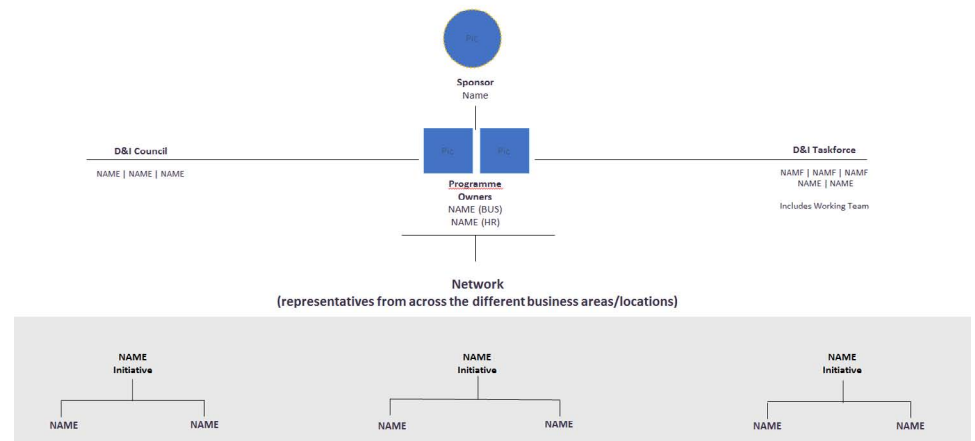 Pic
Sponsor
Name
D&I Council
NAME | NAME | NAME
Pic
Pic
Programme
Owners
NAME (BUS)
NAME (HR)
D&I Taskforce
NAMF | NAMF | NAMF
NAME | NAME
Includes Working Team
Network
(representatives from across the different business areas/locations)
NAME
Initiative
NAME
NAME
NAME
Initiative
NAME
NAME
NAME
Initiative
NAME
NAME